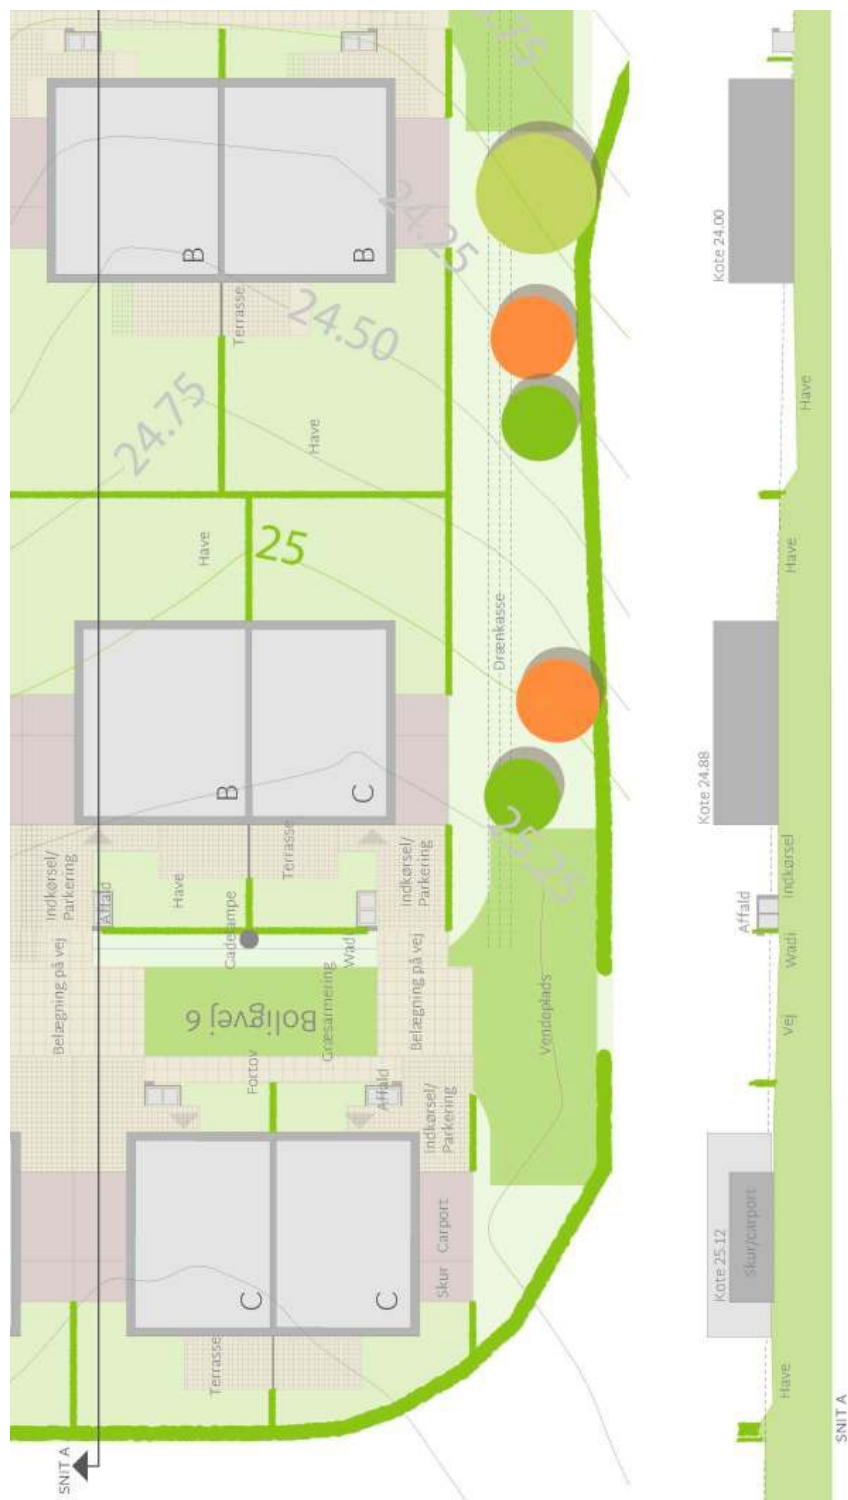 24.75
B
B
24.25
Terrasse
24.50
24.75
Have
Have
25
Drænkasse
B
C
25.25
Indkørsel/
Parkering
Affald
Have
Terrasse
Indkørsel/
Parkering
Gadelampe
Wadi
Belægning på vej
Boligvej 6
Græsarmering
Belægning på vej
Vendeplads
Fortov
Affald
Indkørsel/
Parkering
C
C
Skur
Carport
Terrasse
SNIT A
Kote 24.00
Have
Have
Kote 24.88
Affald
Indkørsel
Wadi
Vej
Kote 25.12
Skur/carport
Have
SNIT A